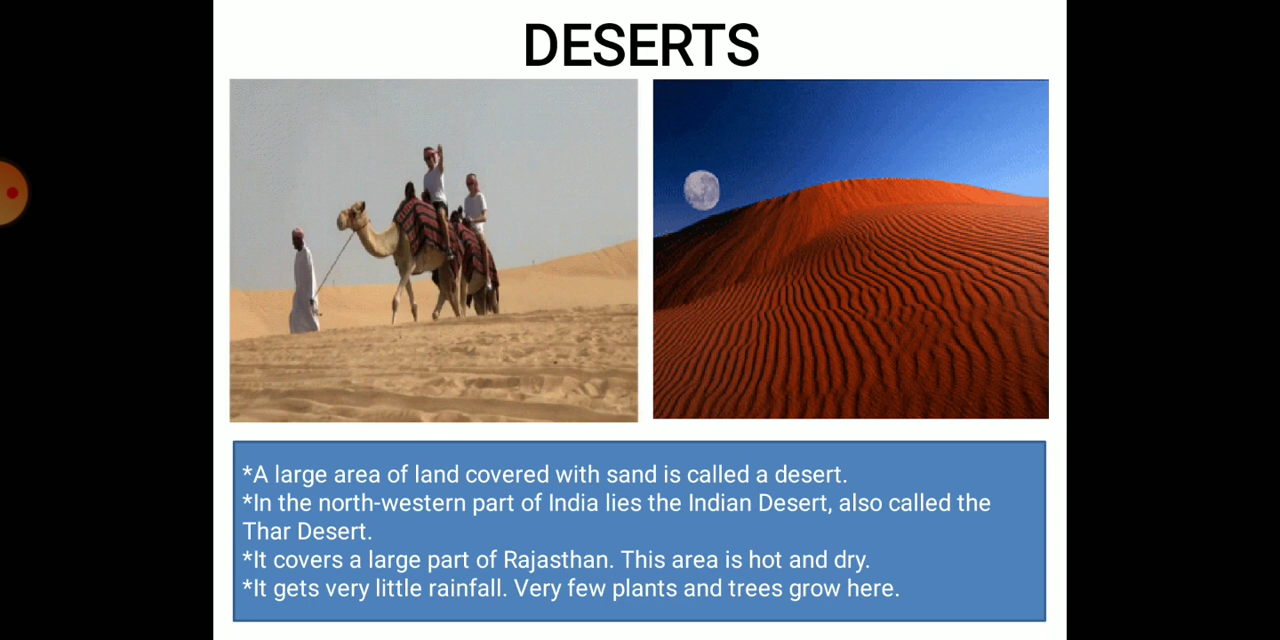 DESERTS
*A large area of land covered with sand is called a desert.
*In the north-western part of India lies the Indian Desert, also called the
Thar Desert.
*It covers a large part of Rajasthan. This area is hot and dry.
*It gets very little rainfall. Very few plants and trees grow here.